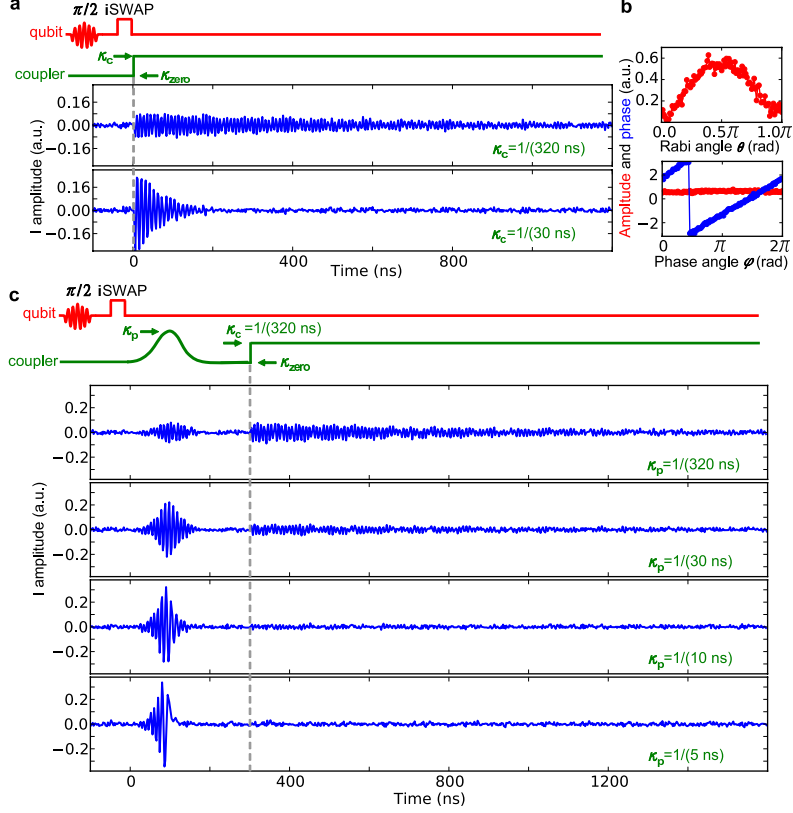 a
π/2 iSWAP
qubit
κc
coupler
κzero
I amplitude (a.u.)
0.16
0.00
−0.16
κc=1/(320 ns)
0.16
0.00
−0.16
κc=1/(30 ns)
0 400 800
Time (ns)
b
Ampltude and phase (a.u.)
0.6
0.4
0.2
0.0 0.5π 1.0π
Rabi angle θ (rad)
2
0
−2
0 π 2π
Phase angle φ (rad)
c
π/2 iSWAP
qubit
κp
κc =1/(320 ns)
coupler
κzero
I amplitude (a.u.)
0.2
0.0
−0.2
κp=1/(320 ns)
0.2
0.0
−0.2
κp=1/(30 ns)
0.2
0.0
−0.2
κp=1/(10 ns)
0.2
0.0
−0.2
κp=1/(5 ns)
0 400 800 1200
Time (ns)